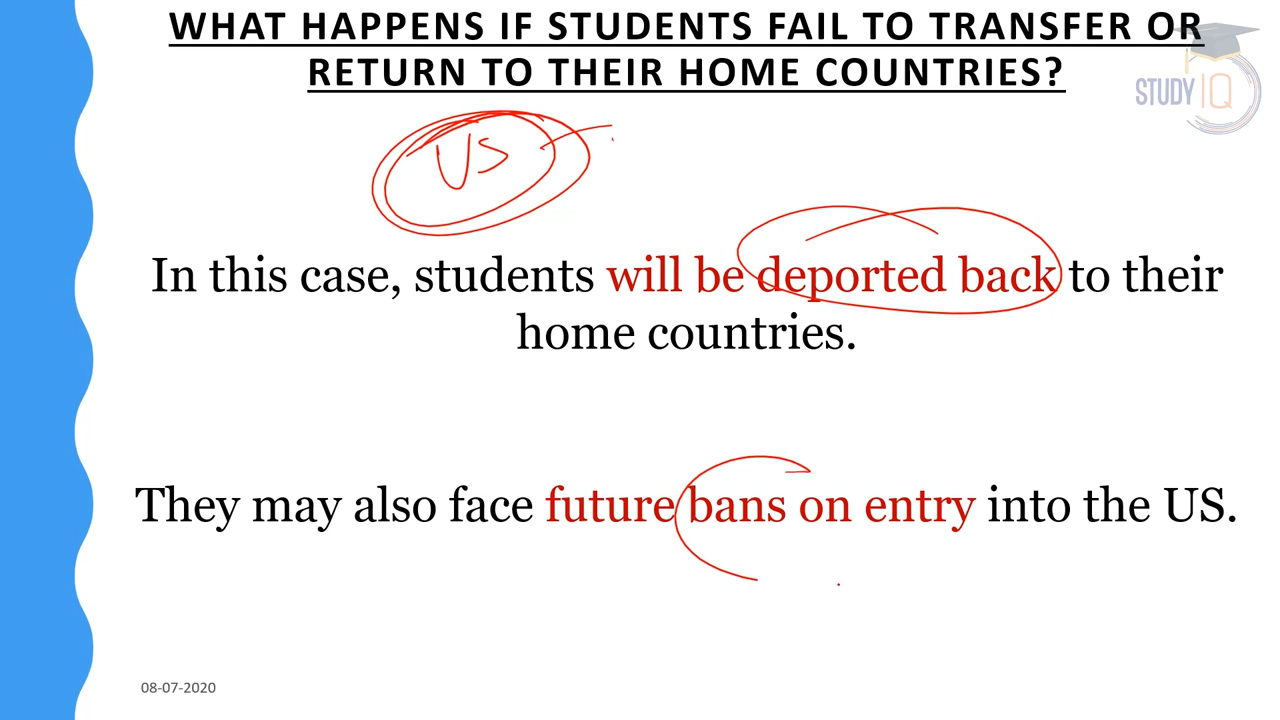 WHAT HAPPENS IF STUDENTS FAIL TO TRANSFER OR
RETURN TO THEIR HOME COUNTRIES?
STUDY IQ
US
In this case, students will be deported back to their
home countries.
They may also face future bans on entry into the US.
08-07-2020